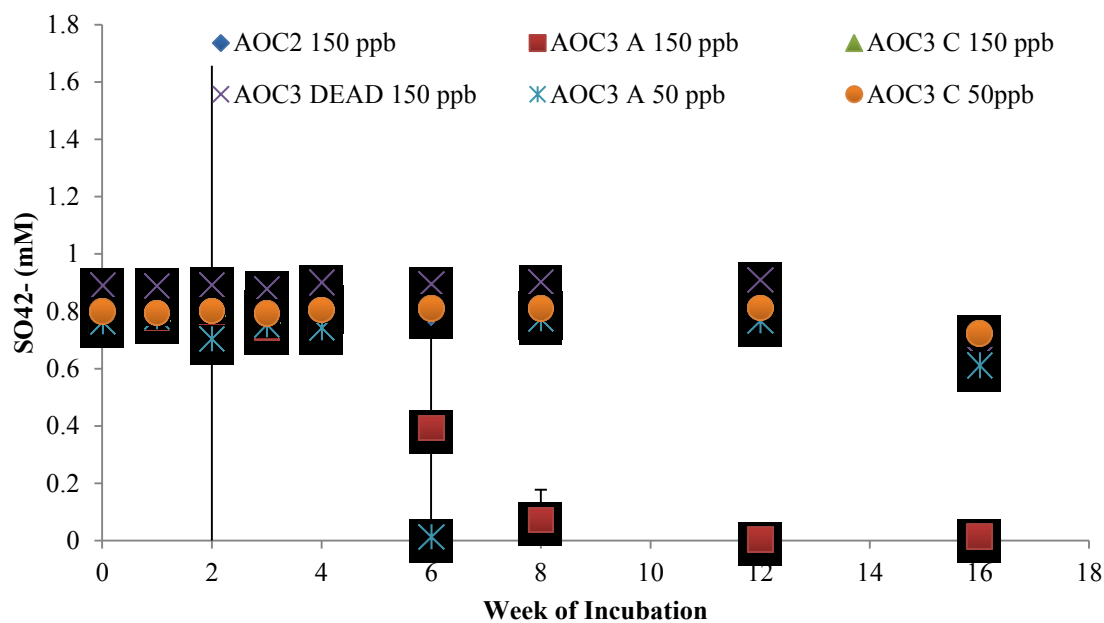 1.8
AOC2 150 ppb AOC3 A 150 ppb AOC3 C 150 ppb
1.6
AOC3 DEAD 150 ppb AOC3 A 50 ppb AOC3 C 50ppb
1.4
1.2
1
0.8
0.6
0.4
0.2
0
SO42- (mM)
0 2 4 6 8 10 12 14 16 18
Week of Incubation